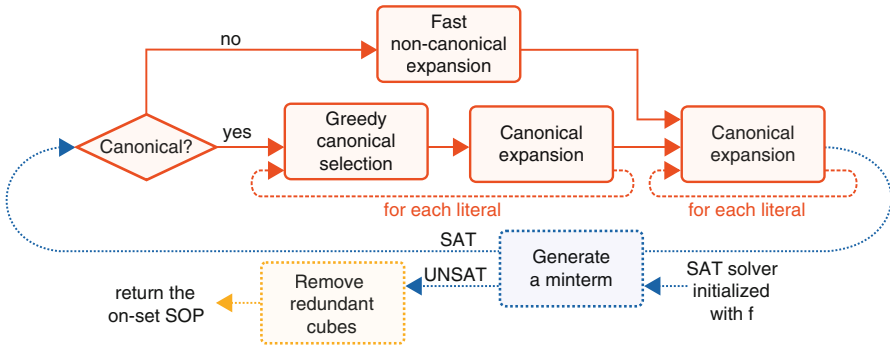 Fast
non-canonical
expansion
no
Canonical?
yes
Greedy
canonical
selection
Canonical
expansion
Canonical
expansion
for each literal
for each literal
SAT
Generate
a minterm
SAT solver
initialized
with f
UNSAT
Remove
redundant
cubes
return the
on-set SOP